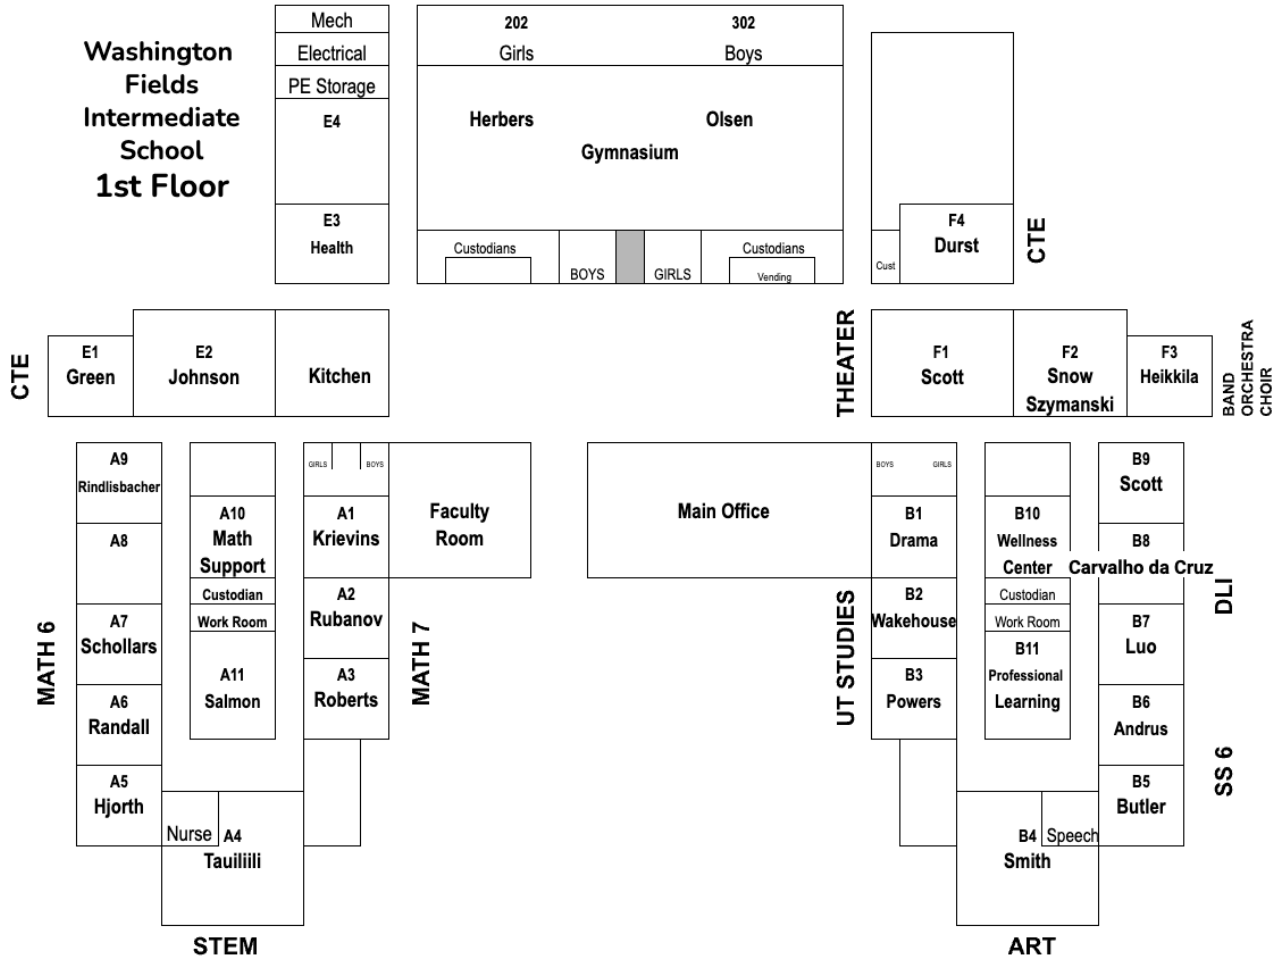 Washington
Fields
Intermediate
School
1st Floor
Mech
Electrical
PE Storage
E4
E3
Health
202
Girls
302
Boys
Herbers
Olsen
Gymnasium
Custodians
BOYS
GIRLS
Custodians
Vending
Cust
F4
Durst
CTE
CTE
E1
Green
E2
Johnson
Kitchen
THEATER
F1
Scott
F2
Snow
Szymanski
F3
Heikkila
BAND
ORCHESTRA
CHOIR
A9
Rindlisbacher
A8
A7
Schollars
A6
Randall
A5
Hjorth
MATH 6
A10
Math
Support
Custodian
Work Room
A11
Salmon
GIRLS
BOYS
A1
Krievins
A2
Rubanov
A3
Roberts
MATH 7
Faculty
Room
Nurse
A4
Tauiliili
STEM
Main Office
BOYS
GIRLS
B1
Drama
B2
Wakehouse
B3
Powers
UT STUDIES
B10
Wellness
Center
Custodian
Work Room
B11
Professional
Learning
B9
Scott
B8
Carvalho da Cruz
B7
Luo
B6
Andrus
B5
Butler
DLI
SS 6
B4
Speech
Smith
ART